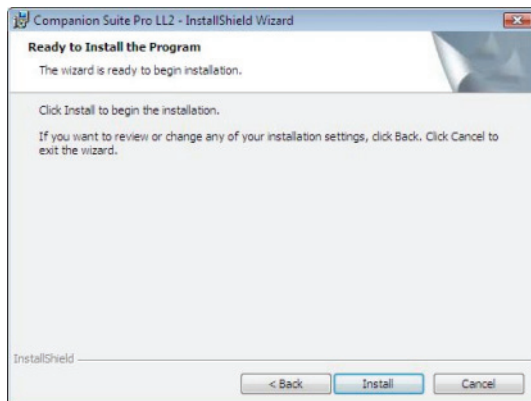 Companion Suite Pro LL2 - InstallShield Wizard
Ready to Install the Program
The wizard is ready to begin installation.
Click Install to begin the installation.
If you want to review or change any of your installation settings, click Back. Click Cancel to
exit the wizard.
InstallShield
< Back Install Cancel